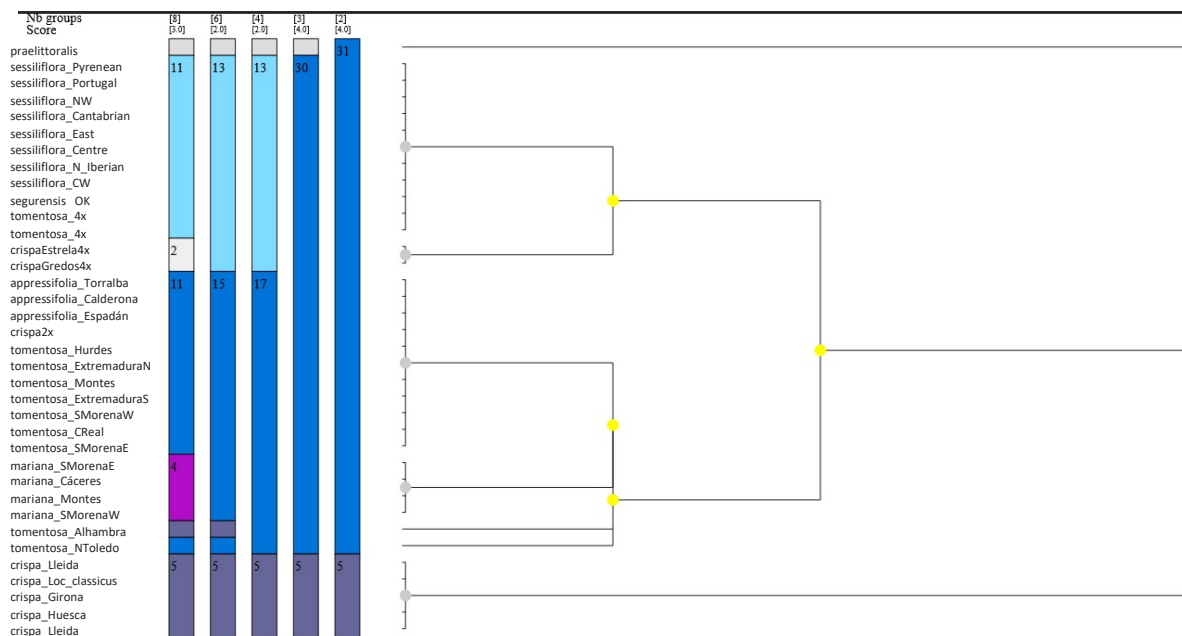 Nb groups [8] [6] [4] [3] [2]
Score [3.0] [2.0] [2.0] [4.0] [4.0]
praelittoralis 31
sessiliflora_Pyrenean 11 13 13 30
sessiliflora_Portugal
sessiliflora_NW
sessiliflora_Cantabrian
sessiliflora_East
sessiliflora_Centre
sessiliflora_N_Iberian
sessiliflora_CW
segurensis OK
tomentosa_4x
tomentosa_4x
crispaEstrela4x 2
crispaGredos4x
appressifolia_Torralba 11 15 17
appressifolia_Calderona
appressifolia_Espadán
crispa2x
tomentosa_Hurdes
tomentosa_ExtremaduraN
tomentosa_Montes
tomentosa_ExtremaduraS
tomentosa_SMorenaW
tomentosa_CReal
tomentosa_SMorenaE
mariana_SMorenaE 4
mariana_Cáceres
mariana_Montes
mariana_SMorenaW
tomentosa_Alhambra
tomentosa_NToledo
crispa_Lleida 5 5 5 5 5
crispa_Loc_classicus
crispa_Girona
crispa_Huesca
crispa_Lleida